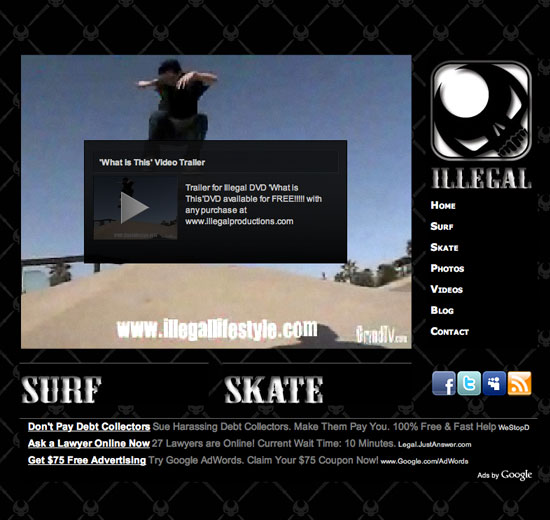 'What is This' Video Trailer
Trailer for Illegal DVD 'What is
This'DVD available for FREE!!!!! with
any purchase at
www.illegalproductions.com
www.illegallifestyle.com
GrindTV.com
ILLEGAL
Home
Surf
Skate
Photos
Videos
Blog
Contact
SURF
SKATE
Don't Pay Debt Collectors Sue Harassing Debt Collectors. Make Them Pay You. 100% Free & Fast Help WeStopD
Ask a Lawyer Online Now 27 Lawyers are Online! Current Wait Time: 10 Minutes. Legal.JustAnswer.com
Get $75 Free Advertising Try Google AdWords. Claim Your $75 Coupon Now! www.Google.com/AdWords
Ads by Google